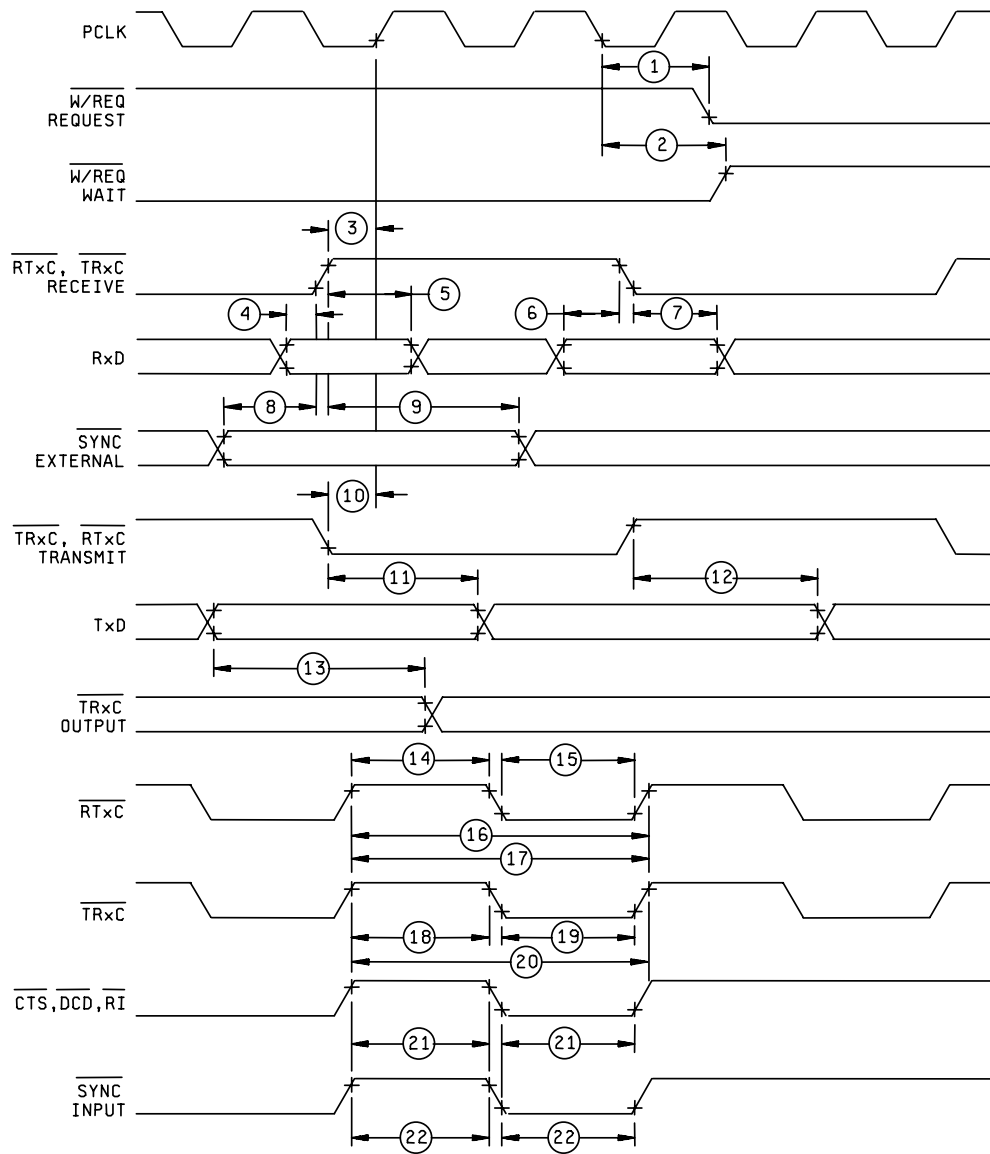 PCLK
1
W/REQ
REQUEST
2
W/REQ
WAIT
3
RTxC, TRxC
RECEIVE
5
4
6
7
RxD
8
9
SYNC
EXTERNAL
10
TRxC, RTxC
TRANSMIT
11
12
TxD
13
TRxC
OUTPUT
14
15
RTxC
16
17
TRxC
18
19
20
CTS,DCD,RI
21
21
SYNC
INPUT
22
22